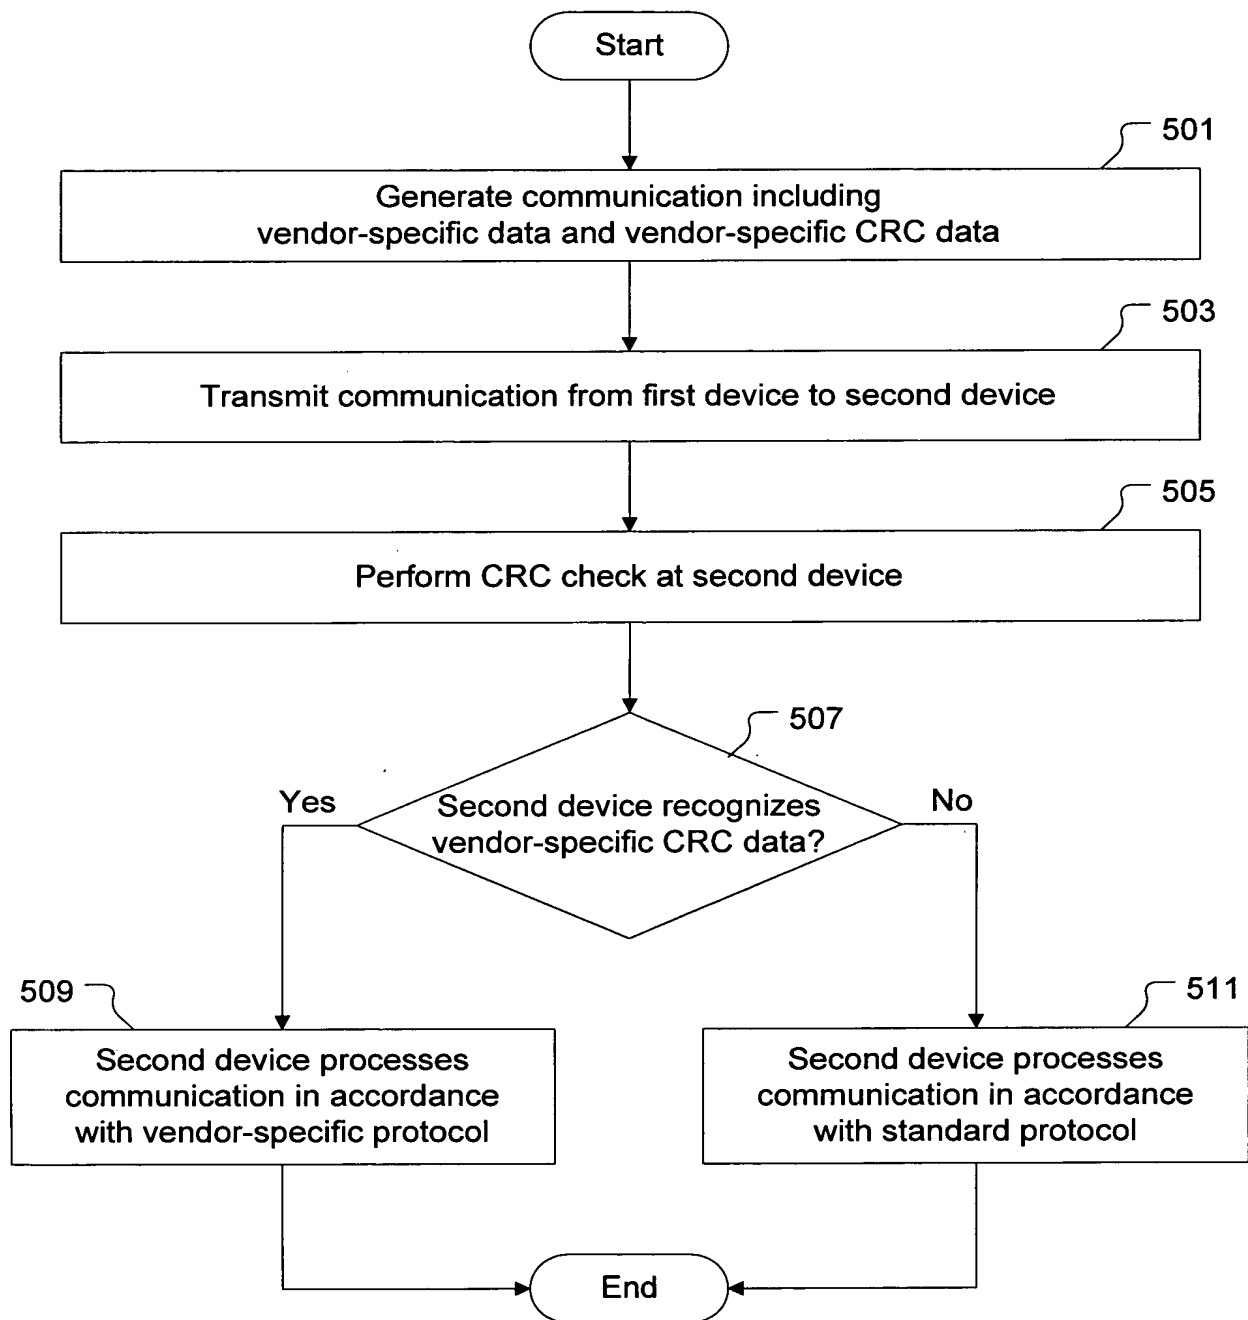 Start
501
Generate communication including
vendor-specific data and vendor-specific CRC data
503
Transmit communication from first device to second device
505
Perform CRC check at second device
507
Yes
No
Second device recognizes
vendor-specific CRC data?
509
511
Second device processes
communication in accordance
with vendor-specific protocol
Second device processes
communication in accordance
with standard protocol
End